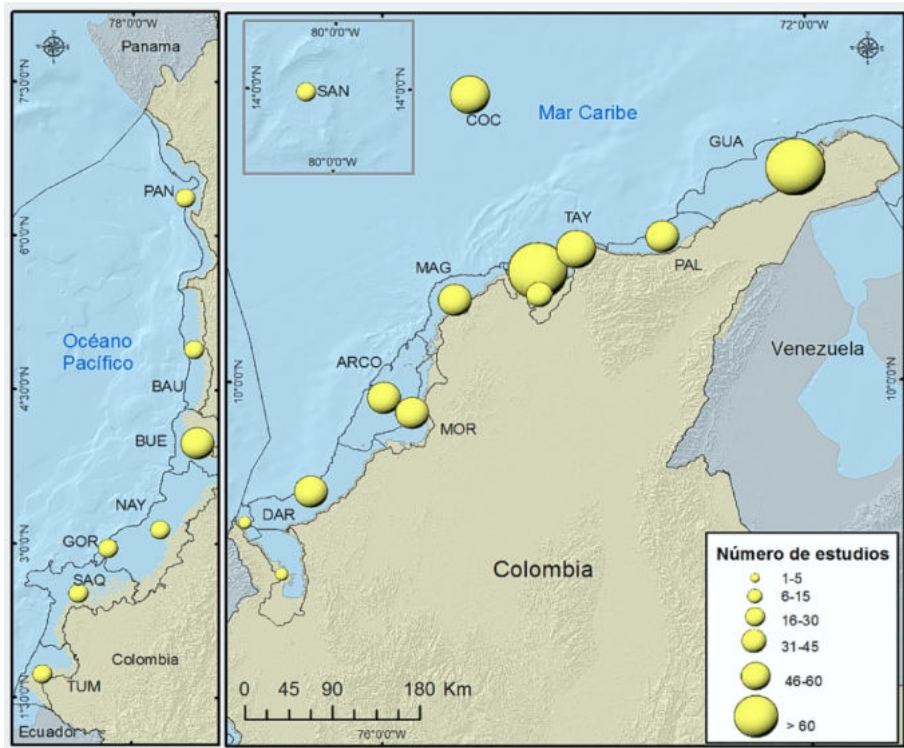 78°0'0"W
Panama
7°30'N
PAN
6°0'0"N
Océano
Pacífico
BAU
4°30'N
BUE
NAY
GOR
3°0'0"N
SAQ
Colombia
TUM
1°30'N
Ecuador
80°0'0"W
14°0'0"N
SAN
14°0'0"N
80°0'0"W
72°0'0"W
COC
Mar Caribe
GUA
TAY
MAG
PAL
Venezuela
ARCO
10°0'0"N
10°0'0"N
MOR
DAR
Colombia
0 45 90 180 Km
76°0'0"W
Número de estudios
1-5
6-15
16-30
31-45
46-60
> 60